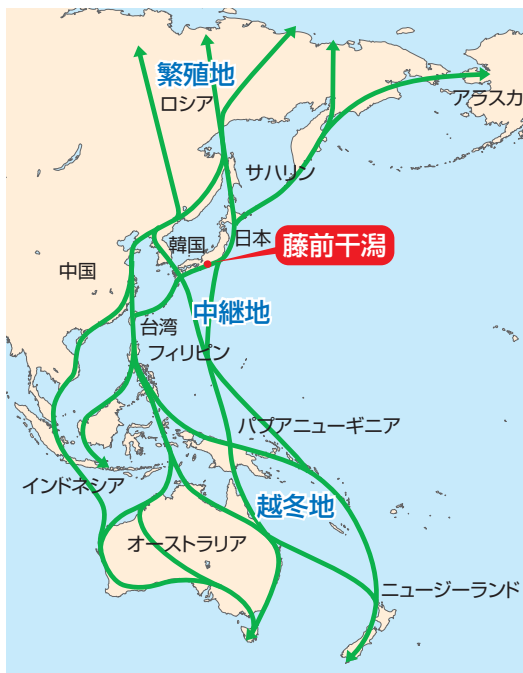 繁殖地
ロシア
アラスカ
サハリン
韓国
日本
藤前干潟
中国
中継地
台湾
フィリピン
パプアニューギニア
インドネシア
越冬地
オーストラリア
ニュージーランド